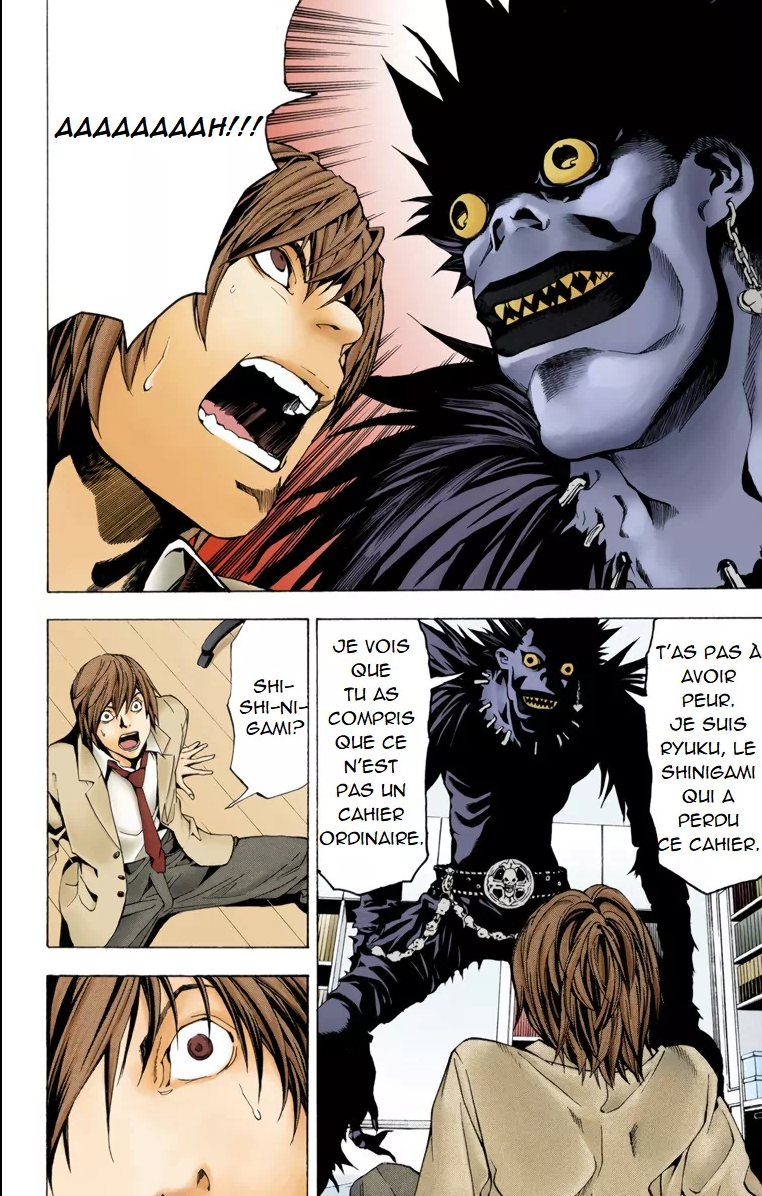 AAAAAAAAH!!!
T'AS PAS À
AVOIR
PEUR.
JE SUIS
RYUKU, LE
SHINIGAMI
QUI A
PERDU
CE CAHIER.
JE VOIS
QUE
TU AS
COMPRIS
QUE CE
N'EST
PAS UN
CAHIER
ORDINAIRE.
SHI-
SHI-NI-
GAMI?